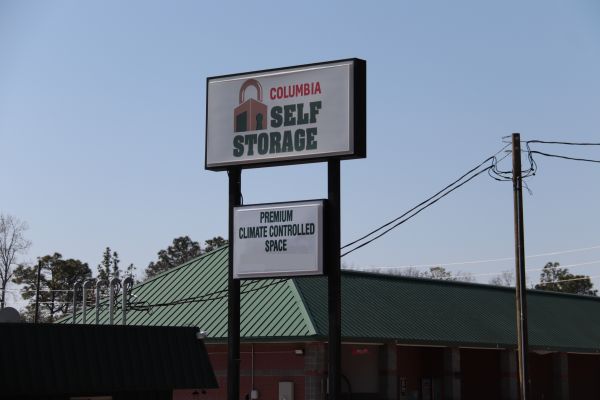 COLUMBIA
SELF
STORAGE
PREMIUM
CLIMATE CONTROLLED
SPACE